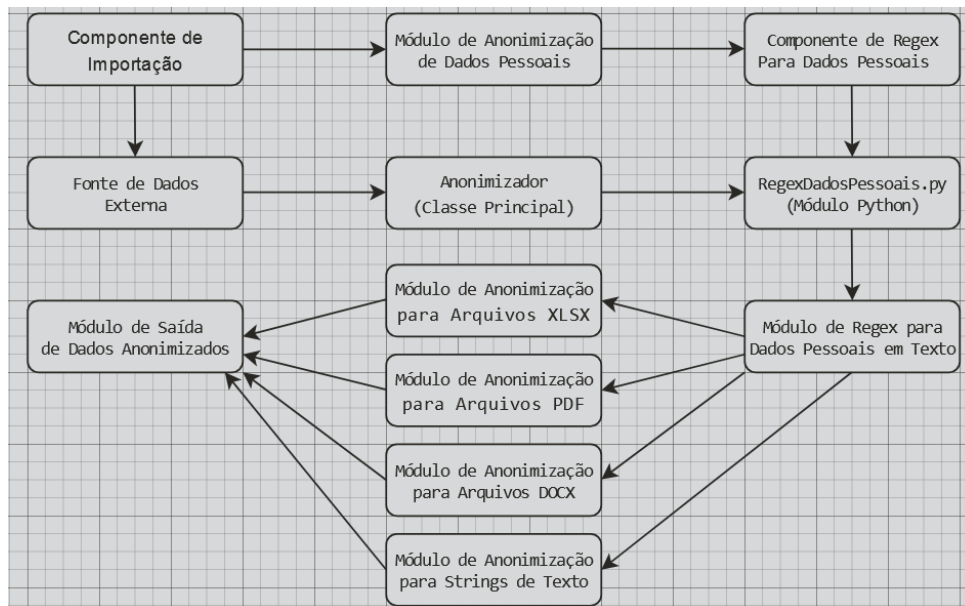 Componente de
Importação
Módulo de Anonimização
de Dados Pessoais
Componente de Regex
Para Dados Pessoais
Fonte de Dados
Externa
Anonimizador
(Classe Principal)
RegexDadosPessoais.py
(Módulo Python)
Módulo de Anonimização
para Arquivos XLSX
Módulo de Saída
de Dados Anonimizados
Módulo de Regex para
Dados Pessoais em Texto
Módulo de Anonimização
para Arquivos PDF
Módulo de Anonimização
para Arquivos DOCX
Módulo de Anonimização
para Strings de Texto